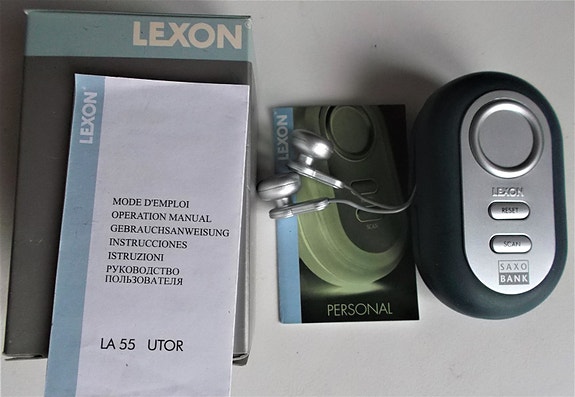 LEXON
LEXON
MODE D'EMPLOI
OPERATION MANUAL
GEBRAUCHSANWEISUNG
INSTRUCCIONES
ISTRUZIONI
РУКОВОДСТВО
ПОЛЬЗОВАТЕЛЯ
LA 55 UTOR
LEXON
SCAN
PERSONAL
LEXON
RESET
SCAN
SAXO
BANK